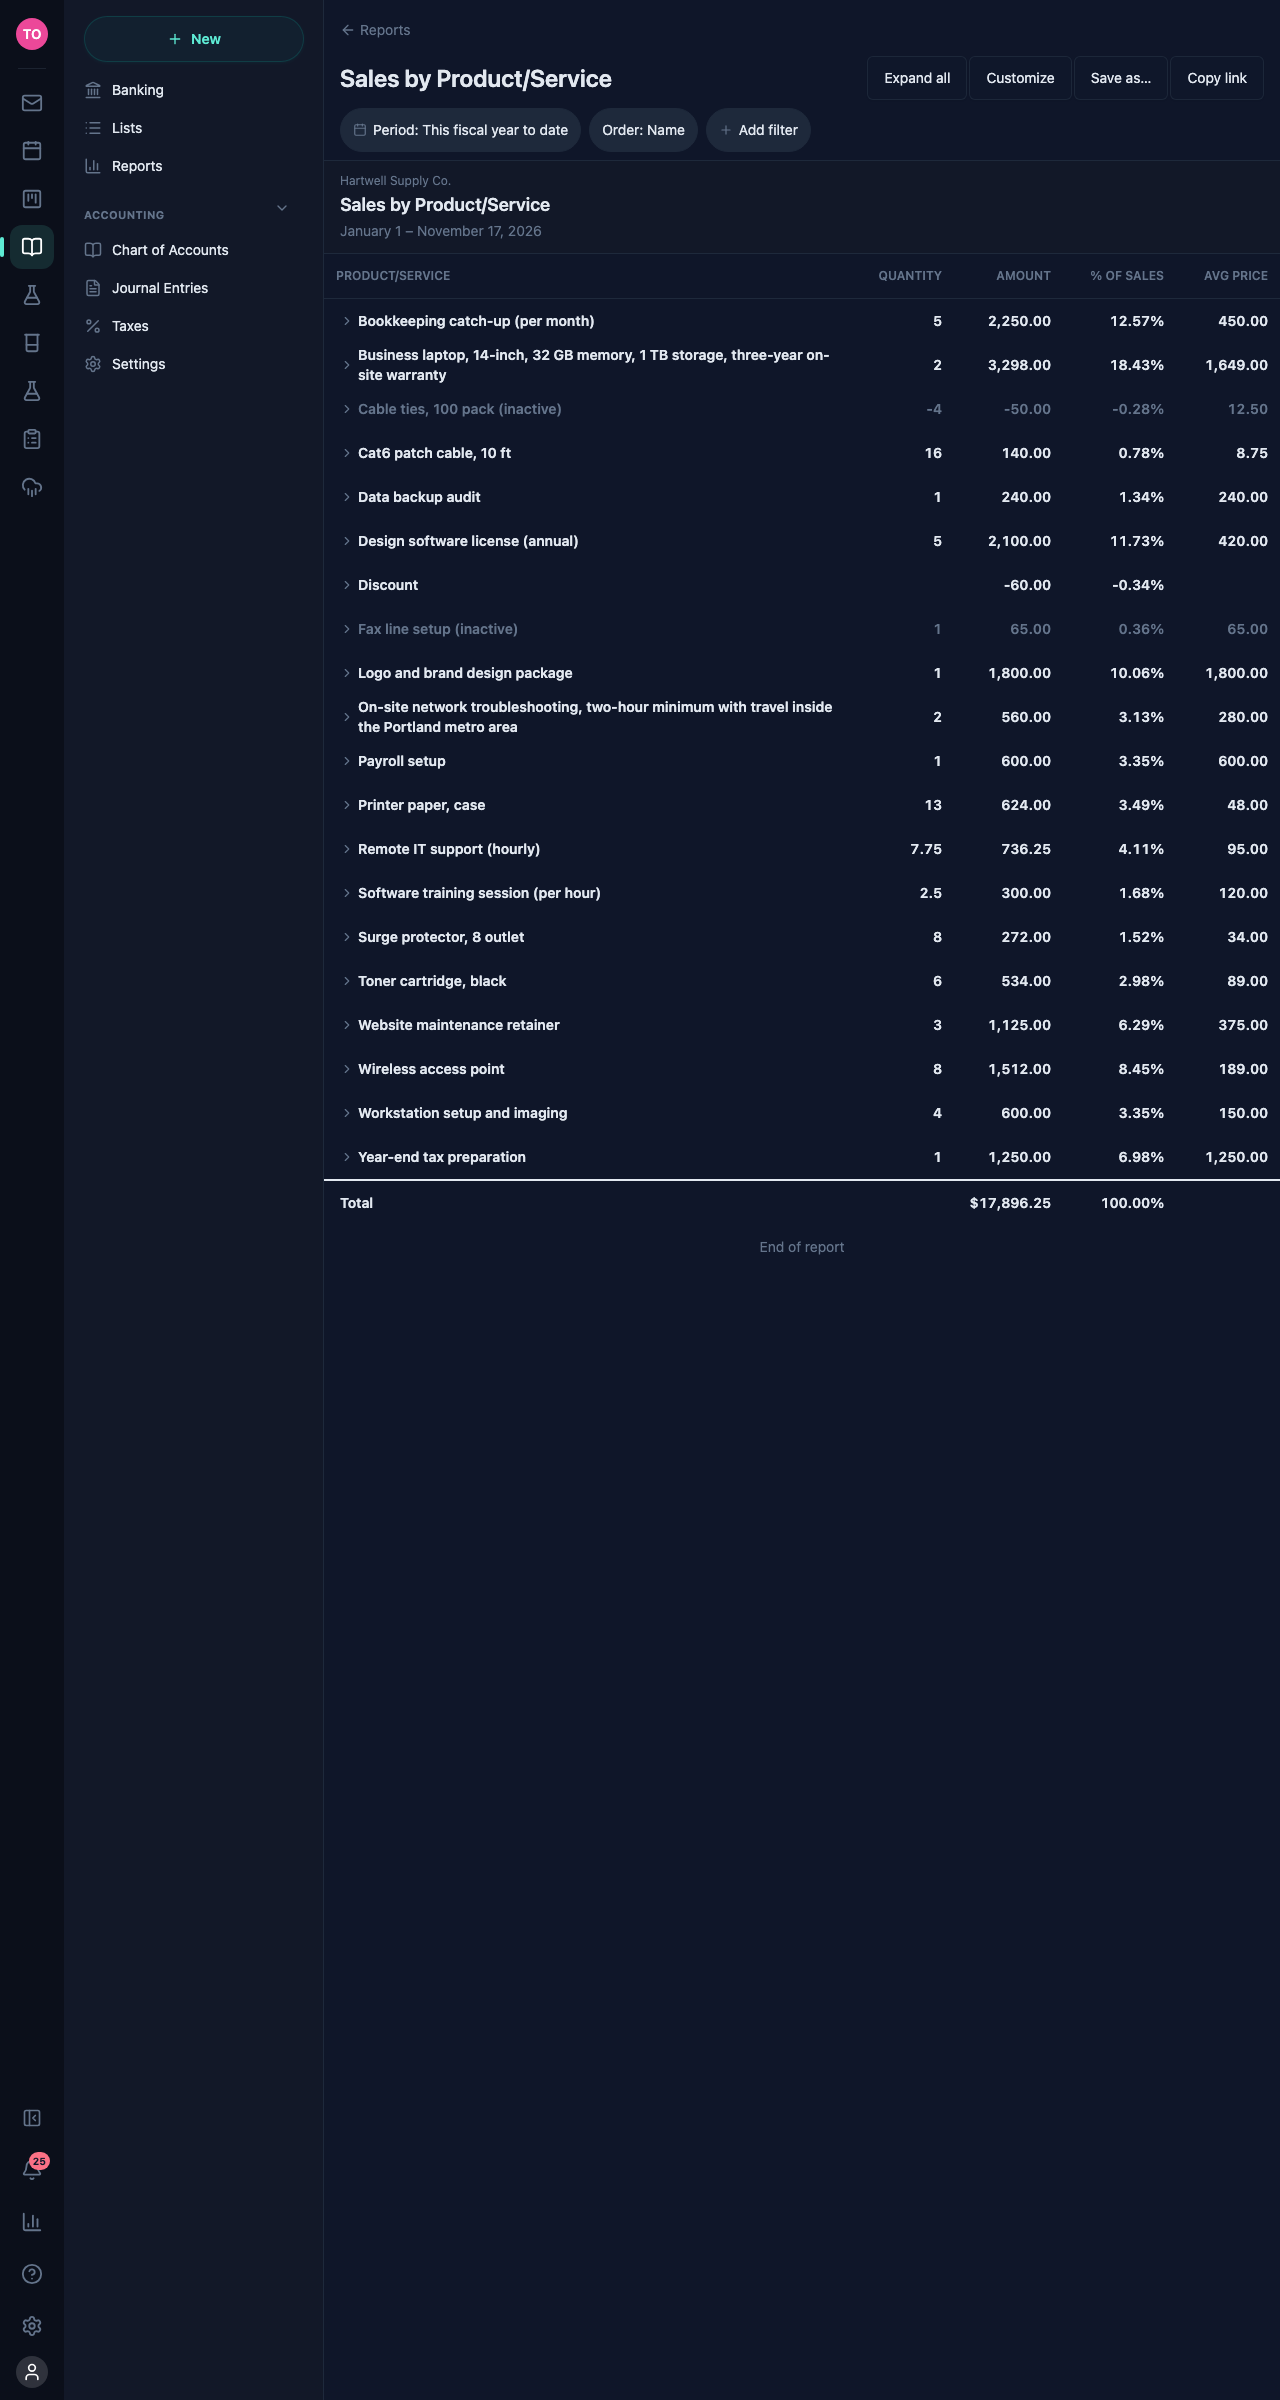 TO
New
Banking
Lists
Reports
ACCOUNTING
Chart of Accounts
Journal Entries
Taxes
Settings
25
Reports
Sales by Product/Service
Expand all
Customize
Save as...
Copy link
Period: This fiscal year to date
Order: Name
Add filter
Hartwell Supply Co.
Sales by Product/Service
January 1 – November 17, 2026
PRODUCT/SERVICE QUANTITY AMOUNT % OF SALES AVG PRICE
Bookkeeping catch-up (per month) 5 2,250.00 12.57% 450.00
Business laptop, 14-inch, 32 GB memory, 1 TB storage, three-year on-
site warranty 2 3,298.00 18.43% 1,649.00
Cable ties, 100 pack (inactive) -4 -50.00 -0.28% 12.50
Cat6 patch cable, 10 ft 16 140.00 0.78% 8.75
Data backup audit 1 240.00 1.34% 240.00
Design software license (annual) 5 2,100.00 11.73% 420.00
Discount -60.00 -0.34%
Fax line setup (inactive) 1 65.00 0.36% 65.00
Logo and brand design package 1 1,800.00 10.06% 1,800.00
On-site network troubleshooting, two-hour minimum with travel inside
the Portland metro area 2 560.00 3.13% 280.00
Payroll setup 1 600.00 3.35% 600.00
Printer paper, case 13 624.00 3.49% 48.00
Remote IT support (hourly) 7.75 736.25 4.11% 95.00
Software training session (per hour) 2.5 300.00 1.68% 120.00
Surge protector, 8 outlet 8 272.00 1.52% 34.00
Toner cartridge, black 6 534.00 2.98% 89.00
Website maintenance retainer 3 1,125.00 6.29% 375.00
Wireless access point 8 1,512.00 8.45% 189.00
Workstation setup and imaging 4 600.00 3.35% 150.00
Year-end tax preparation 1 1,250.00 6.98% 1,250.00
Total $17,896.25 100.00%
End of report